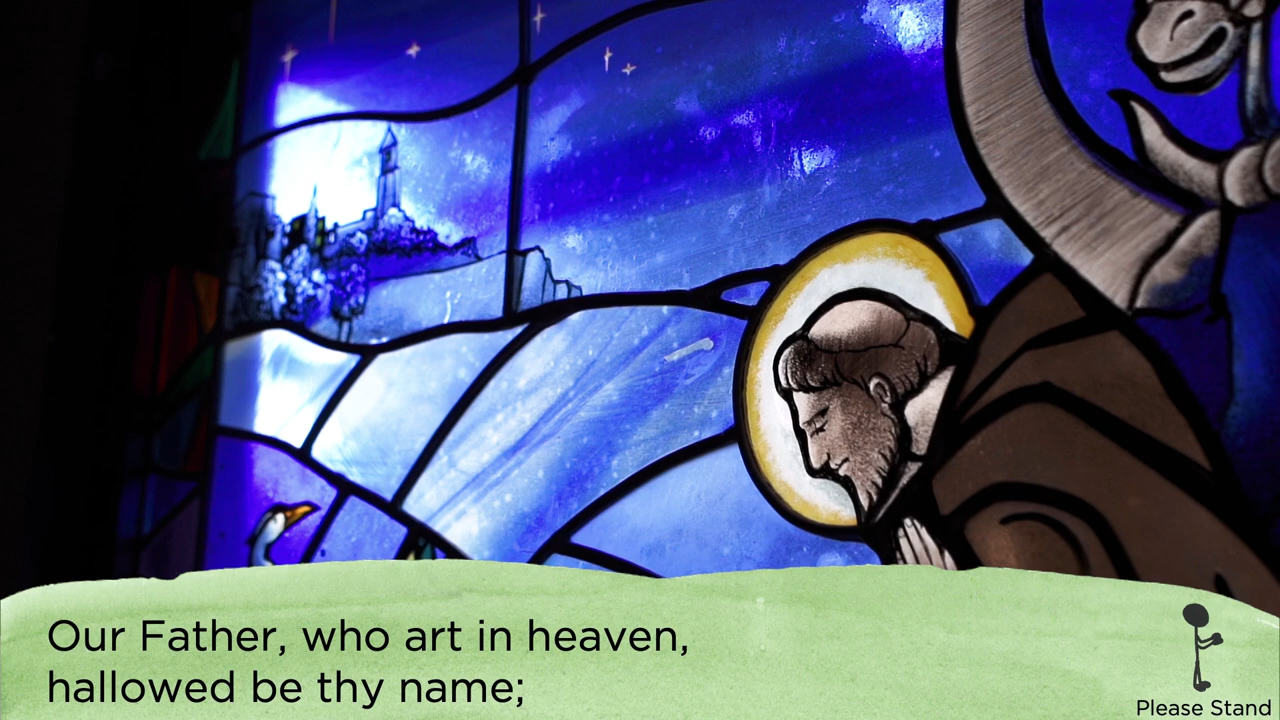 Our Father, who art in heaven,
hallowed be thy name;
Please Stand